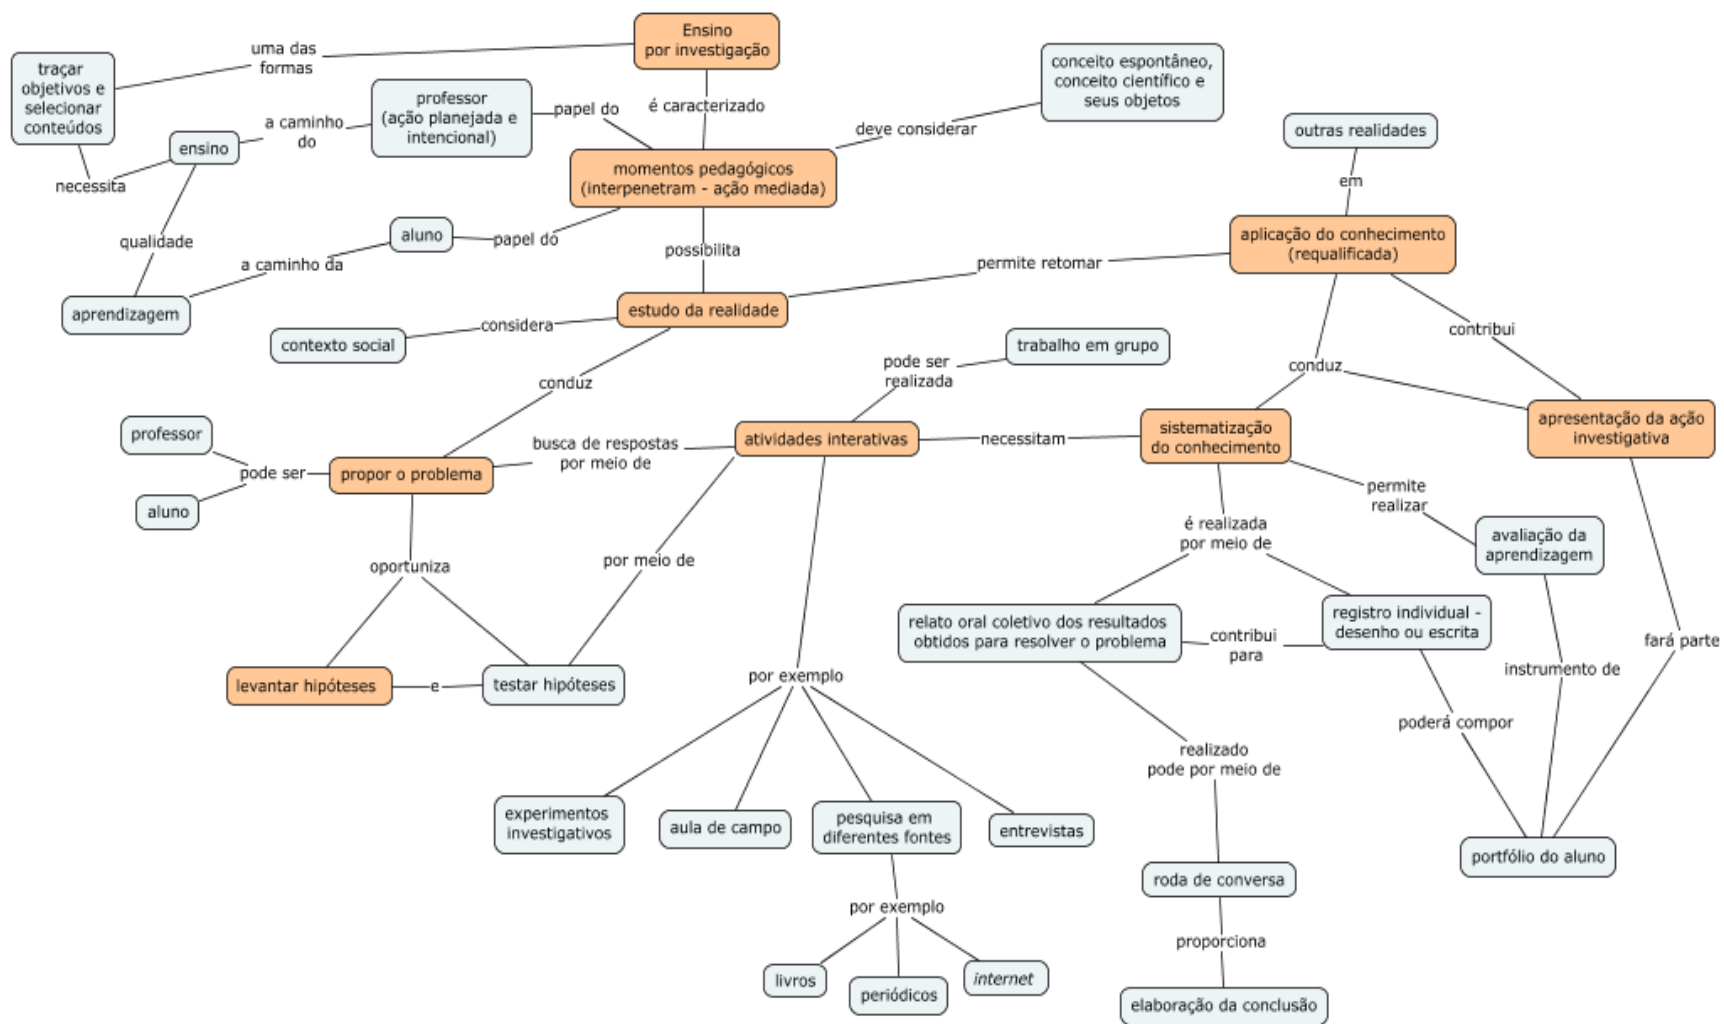 Ensino
por investigação
uma das
formas
traçar
objetivos e
selecionar
conteúdos
professor
(ação planejada e
intencional)
papel do
é caracterizado
conceito espontâneo,
conceito científico e
seus objetos
deve considerar
outras realidades
a caminho
do
ensino
necessita
momentos pedagógicos
(interpenetram - ação mediada)
em
qualidade
aluno
papel do
a caminho da
possibilita
aplicação do conhecimento
(requalificada)
permite retomar
aprendizagem
estudo da realidade
considera
contexto social
contribui
trabalho em grupo
pode ser
realizada
conduz
conduz
professor
pode ser
aluno
propor o problema
busca de respostas
por meio de
atividades interativas
necessitam
sistematização
do conhecimento
apresentação da ação
investigativa
permite
realizar
é realizada
por meio de
avaliação da
aprendizagem
oportuniza
por meio de
relato oral coletivo dos resultados
obtidos para resolver o problema
contribui
para
registro individual -
desenho ou escrita
fará parte
levantar hipóteses
e
testar hipóteses
por exemplo
instrumento de
poderá compor
realizado
pode por meio de
experimentos
investigativos
aula de campo
pesquisa em
diferentes fontes
entrevistas
portfólio do aluno
roda de conversa
por exemplo
proporciona
livros
periódicos
internet
elaboração da conclusão